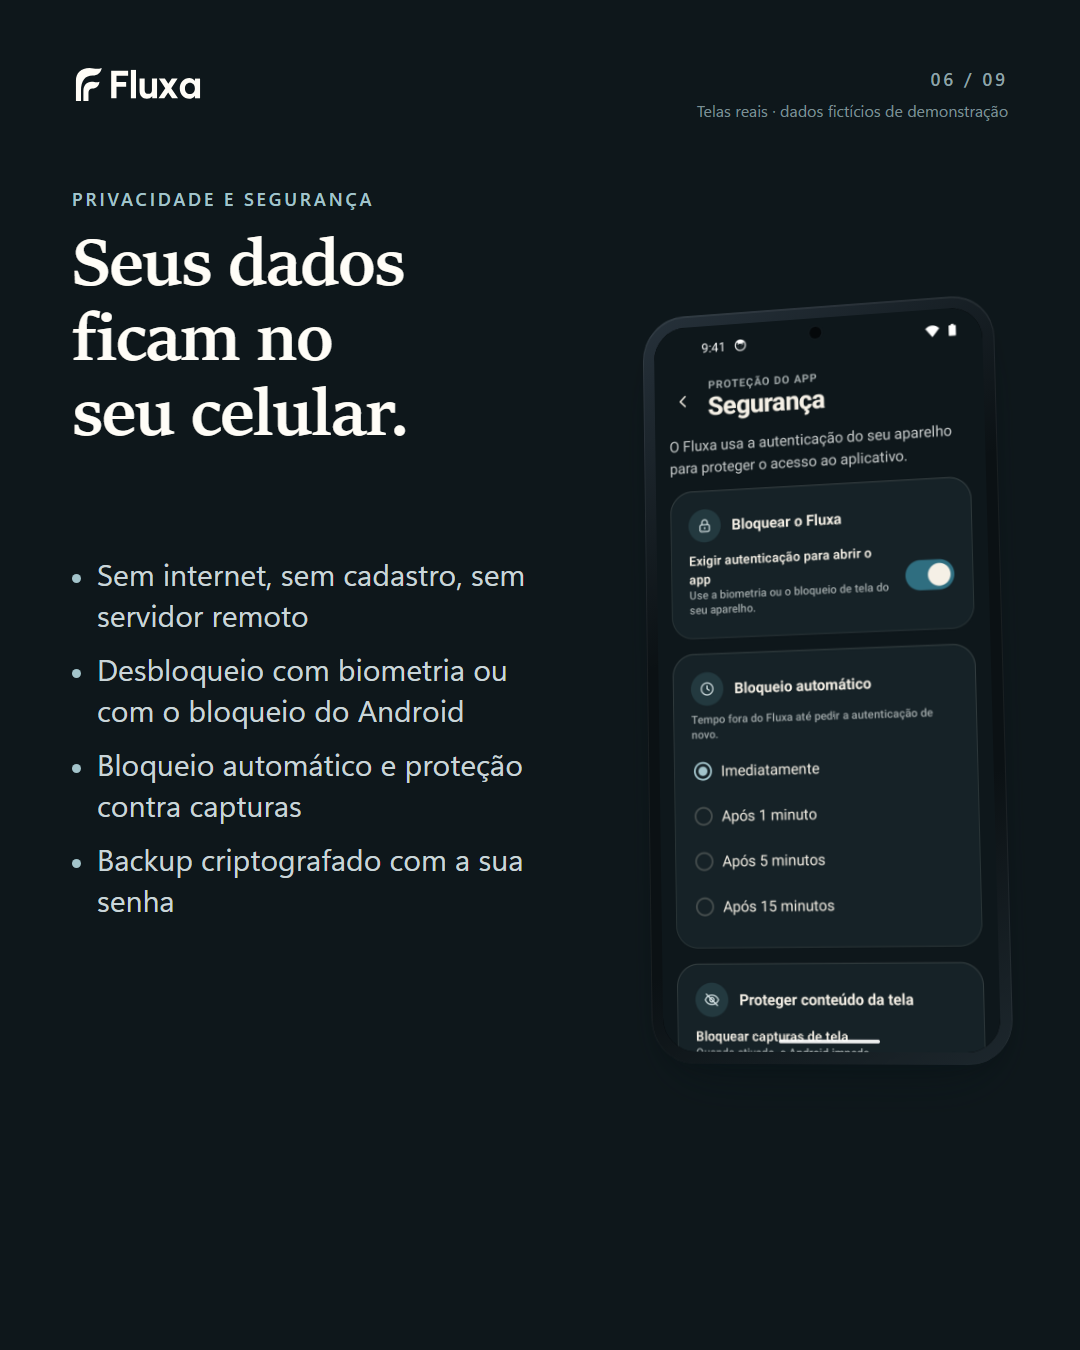 Fluxa
06 / 09
Telas reais · dados fictícios de demonstração
PRIVACIDADE E SEGURANÇA
Seus dados
ficam no
seu celular.
• Sem internet, sem cadastro, sem
servidor remoto
• Desbloqueio com biometria ou
com o bloqueio do Android
• Bloqueio automático e proteção
contra capturas
• Backup criptografado com a sua
senha
9:41
PROTEÇÃO DO APP
Segurança
O Fluxa usa a autenticação do seu aparelho
para proteger o acesso ao aplicativo.
Bloquear o Fluxa
Exigir autenticação para abrir o
app
Use a biometria ou o bloqueio de tela do
seu aparelho.
Bloqueio automático
Tempo fora do Fluxa até pedir a autenticação de
novo.
Imediatamente
Após 1 minuto
Após 5 minutos
Após 15 minutos
Proteger conteúdo da tela
Bloquear capturas de tela